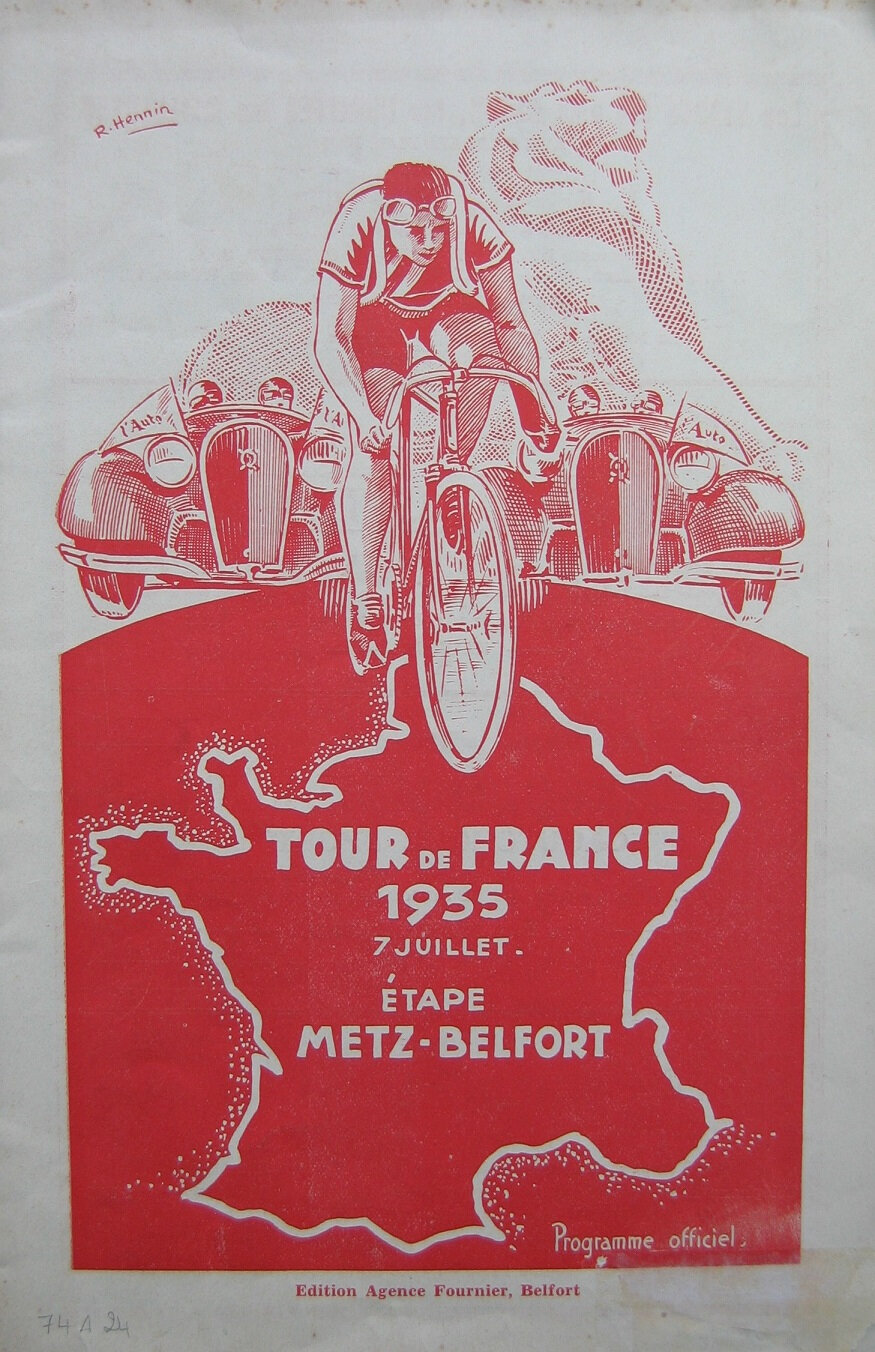 R. Hennin
l'Auto
l'A
l'Auto
TOUR DE FRANCE
1935
7 JUILLET.
ÉTAPE
METZ-BELFORT
Programme officiel.
Edition Agence Fournier, Belfort
74 A 24